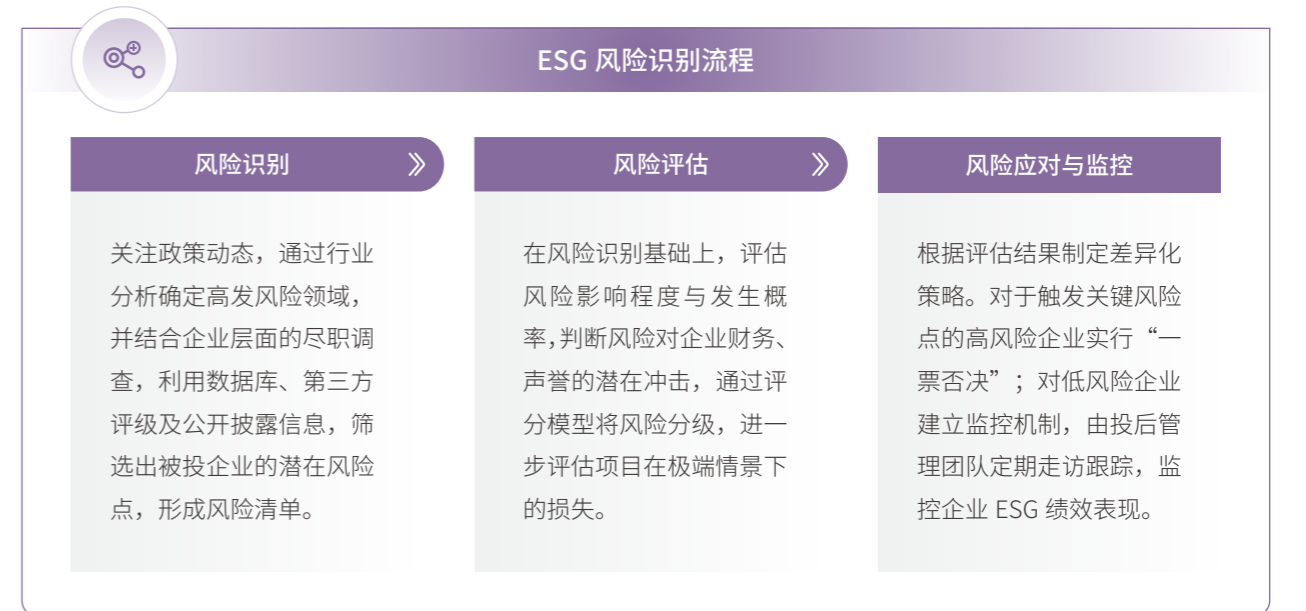 ESG 风险识别流程
风险识别
关注政策动态，通过行业
分析确定高发风险领域，
并结合企业层面的尽职调
查，利用数据库、第三方
评级及公开披露信息，筛
选出被投企业的潜在风险
点，形成风险清单。
风险评估
在风险识别基础上，评估
风险影响程度与发生概
率，判断风险对企业财务、
声誉的潜在冲击，通过评
分模型将风险分级，进一
步评估项目在极端情景下
的损失。
风险应对与监控
根据评估结果制定差异化
策略。对于触发关键风险
点的高风险企业实行“一
票否决”；对低风险企业
建立监控机制，由投后管
理团队定期走访跟踪，监
控企业 ESG 绩效表现。